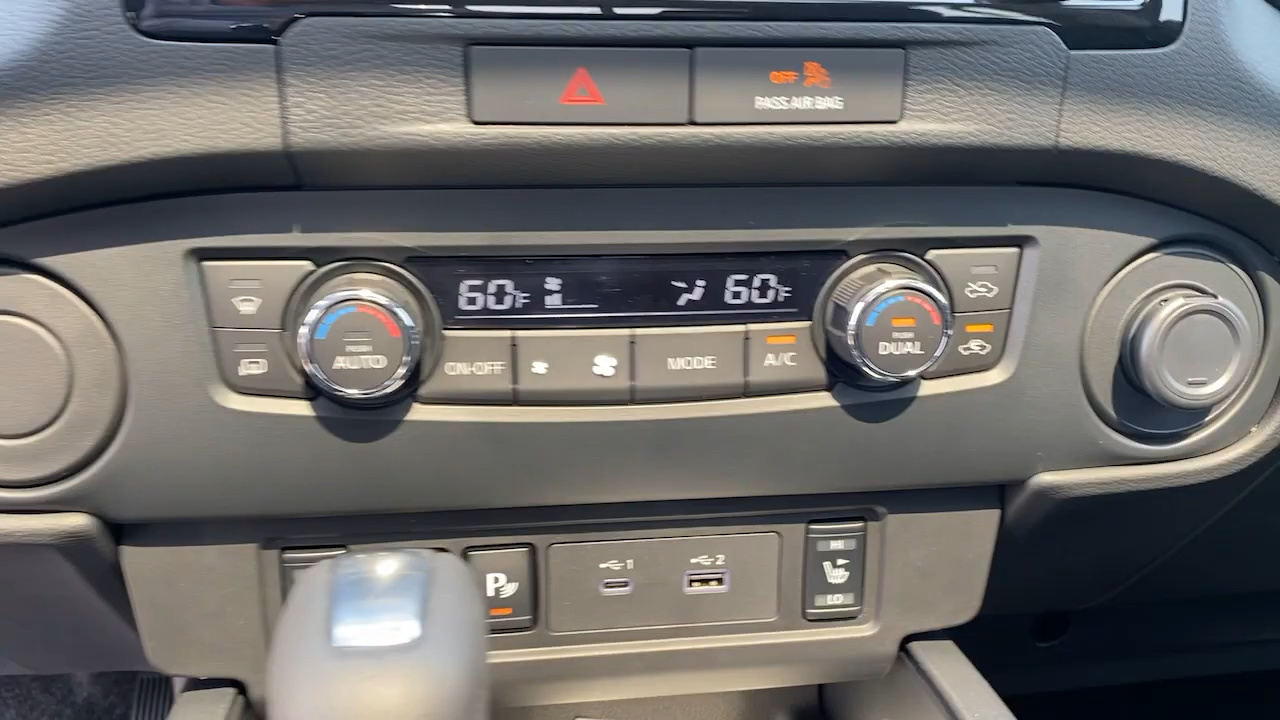 OFF
PASS AIR BAG
60°F
60°F
PUSH
AUTO
ON·OFF
MODE
A/C
PUSH
DUAL
P
1
2
HI
LO